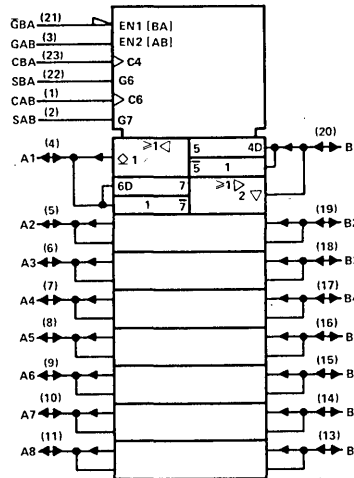 G̅BA (21) EN1 [BA]
GAB (3) EN2 [AB]
CBA (23) C4
SBA (22) G6
CAB (1) C6
SAB (2) G7
A1 (4) ◇ 1 ≥1 ◁ 5 4D (20) B
5̅ 1
6D 7 ≥1 ▷
1 7̅ 2 ▽
A2 (5) (19) B
A3 (6) (18) B
A4 (7) (17) B
A5 (8) (16) B
A6 (9) (15) B
A7 (10) (14) B
A8 (11) (13) B